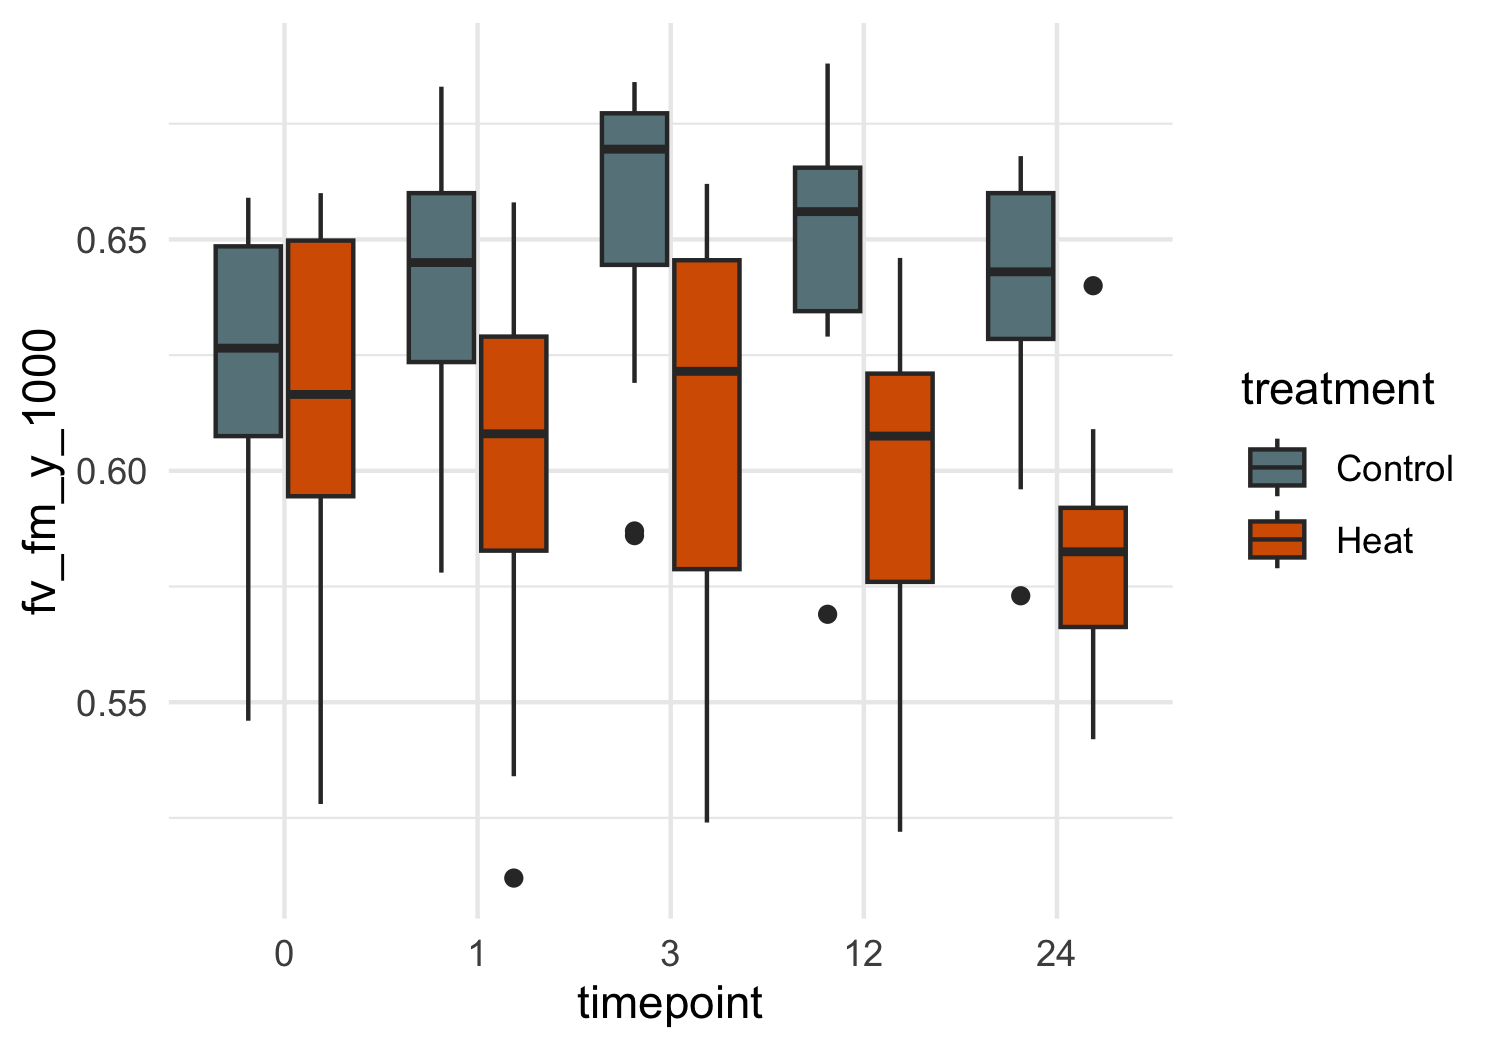 fv_fm_y_1000
0.65
0.60
0.55
0 1 3 12 24
timepoint
treatment
Control
Heat